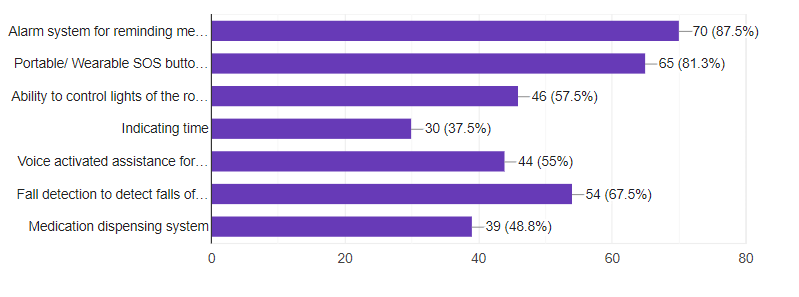 Alarm system for reminding me… 70 (87.5%)
Portable/ Wearable SOS butto… 65 (81.3%)
Ability to control lights of the ro… 46 (57.5%)
Indicating time 30 (37.5%)
Voice activated assistance for… 44 (55%)
Fall detection to detect falls of… 54 (67.5%)
Medication dispensing system 39 (48.8%)
0 20 40 60 80